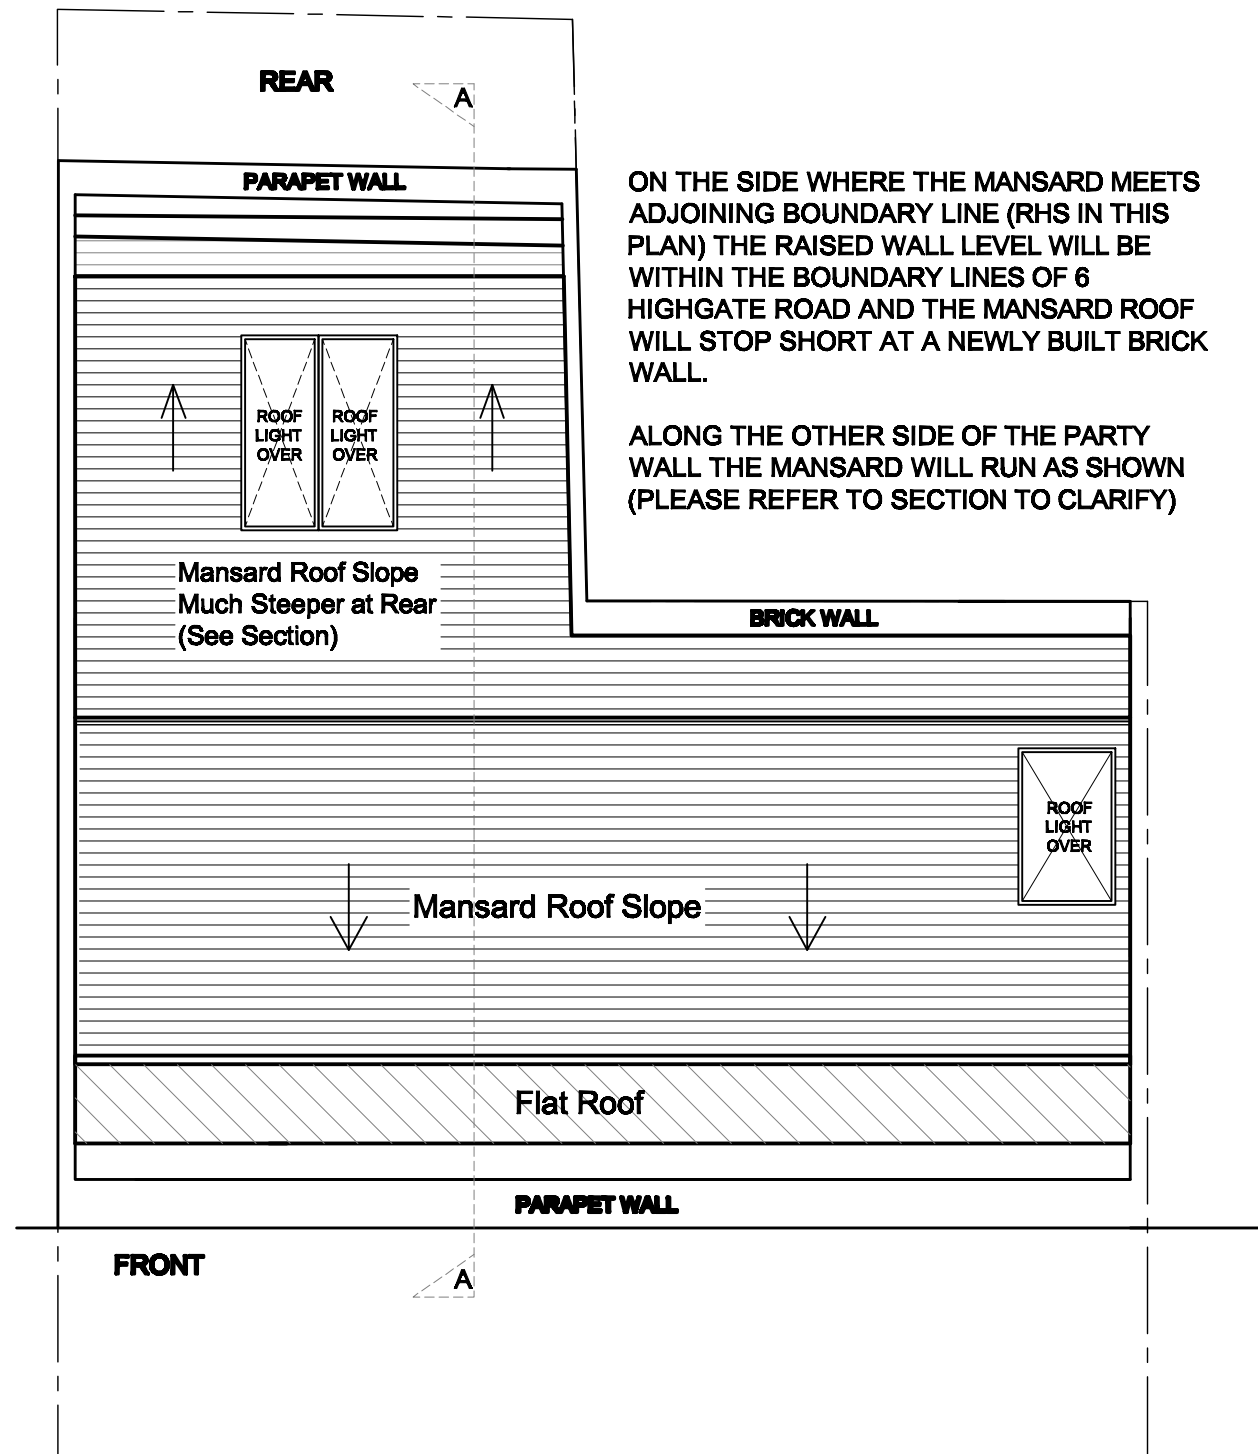 REAR
A
PARAPET WALL
ON THE SIDE WHERE THE MANSARD MEETS
ADJOINING BOUNDARY LINE (RHS IN THIS
PLAN) THE RAISED WALL LEVEL WILL BE
WITHIN THE BOUNDARY LINES OF 6
HIGHGATE ROAD AND THE MANSARD ROOF
WILL STOP SHORT AT A NEWLY BUILT BRICK
WALL.
ALONG THE OTHER SIDE OF THE PARTY
WALL THE MANSARD WILL RUN AS SHOWN
(PLEASE REFER TO SECTION TO CLARIFY)
ROOF
LIGHT
OVER
ROOF
LIGHT
OVER
Mansard Roof Slope
Much Steeper at Rear
(See Section)
BRICK WALL
ROOF
LIGHT
OVER
Mansard Roof Slope
Flat Roof
PARAPET WALL
FRONT
A